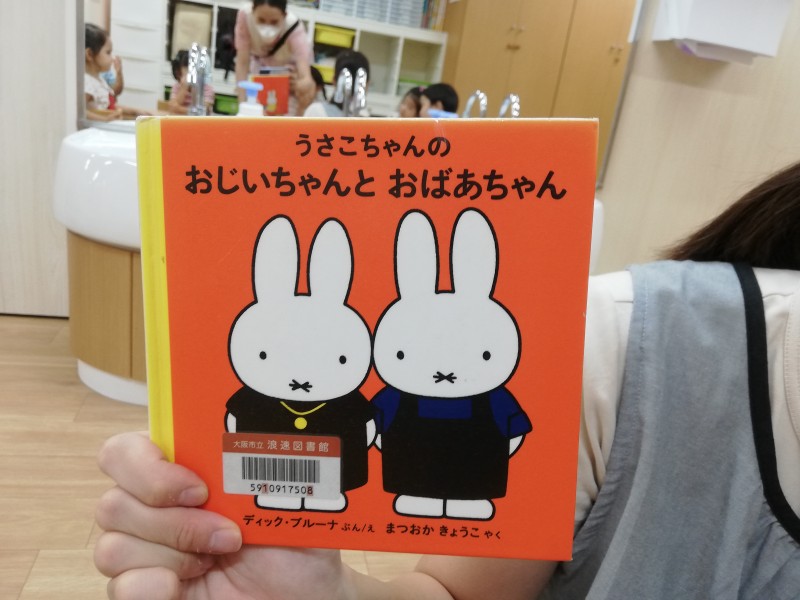 うさこちゃんの
おじいちゃんと おばあちゃん
大阪市立 浪速図書館
5910917508
ディック・ブルーナ ぶん/え まつおか きょうこ やく